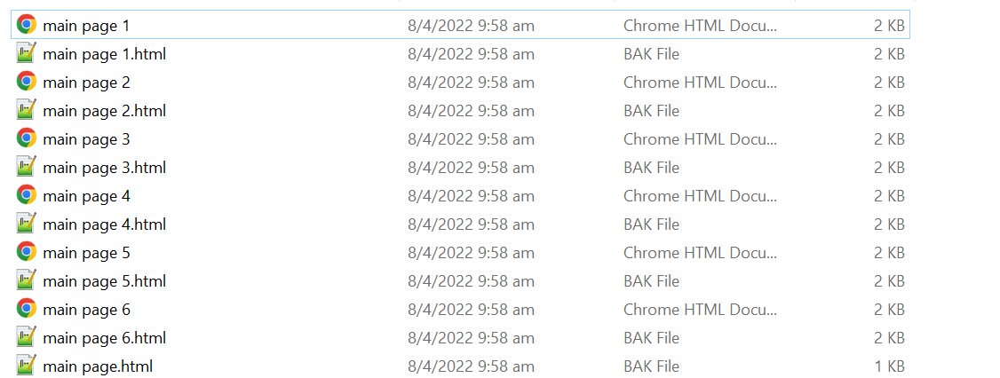 main page 1 8/4/2022 9:58 am Chrome HTML Docu... 2 KB
main page 1.html 8/4/2022 9:58 am BAK File 2 KB
main page 2 8/4/2022 9:58 am Chrome HTML Docu... 2 KB
main page 2.html 8/4/2022 9:58 am BAK File 2 KB
main page 3 8/4/2022 9:58 am Chrome HTML Docu... 2 KB
main page 3.html 8/4/2022 9:58 am BAK File 2 KB
main page 4 8/4/2022 9:58 am Chrome HTML Docu... 2 KB
main page 4.html 8/4/2022 9:58 am BAK File 2 KB
main page 5 8/4/2022 9:58 am Chrome HTML Docu... 2 KB
main page 5.html 8/4/2022 9:58 am BAK File 2 KB
main page 6 8/4/2022 9:58 am Chrome HTML Docu... 2 KB
main page 6.html 8/4/2022 9:58 am BAK File 2 KB
main page.html 8/4/2022 9:58 am BAK File 1 KB